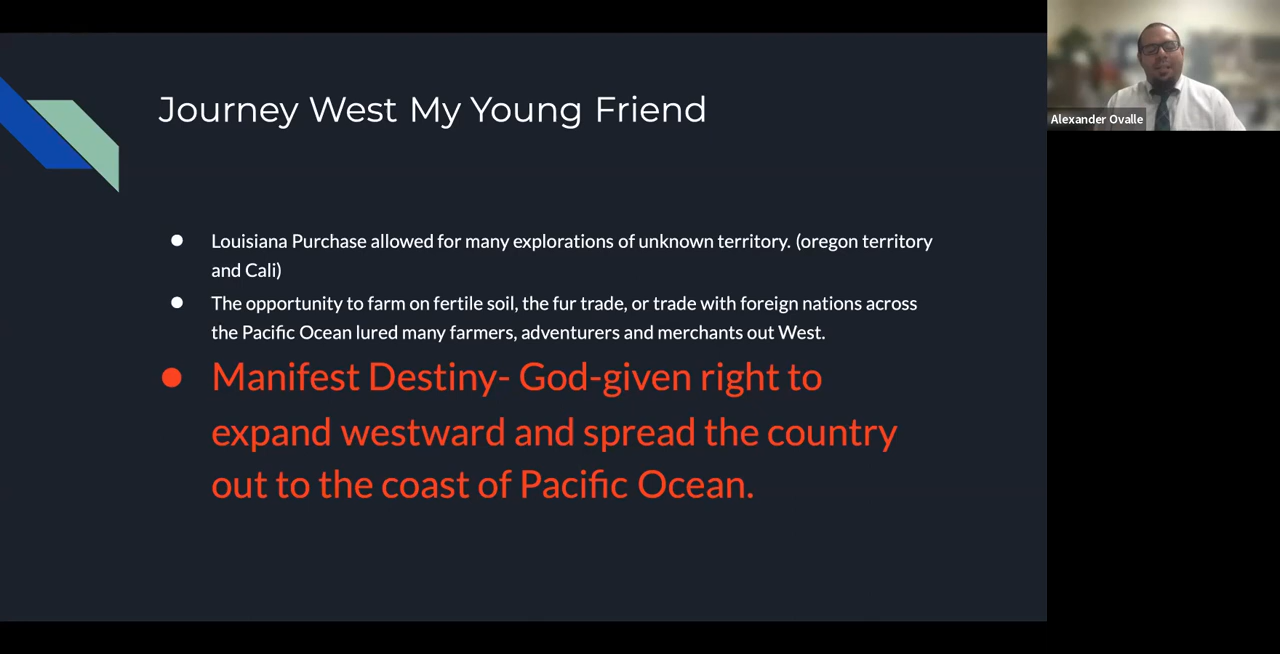 Journey West My Young Friend
● Louisiana Purchase allowed for many explorations of unknown territory. (oregon territory
and Cali)
● The opportunity to farm on fertile soil, the fur trade, or trade with foreign nations across
the Pacific Ocean lured many farmers, adventurers and merchants out West.
● Manifest Destiny- God-given right to
expand westward and spread the country
out to the coast of Pacific Ocean.
Alexander Ovalle